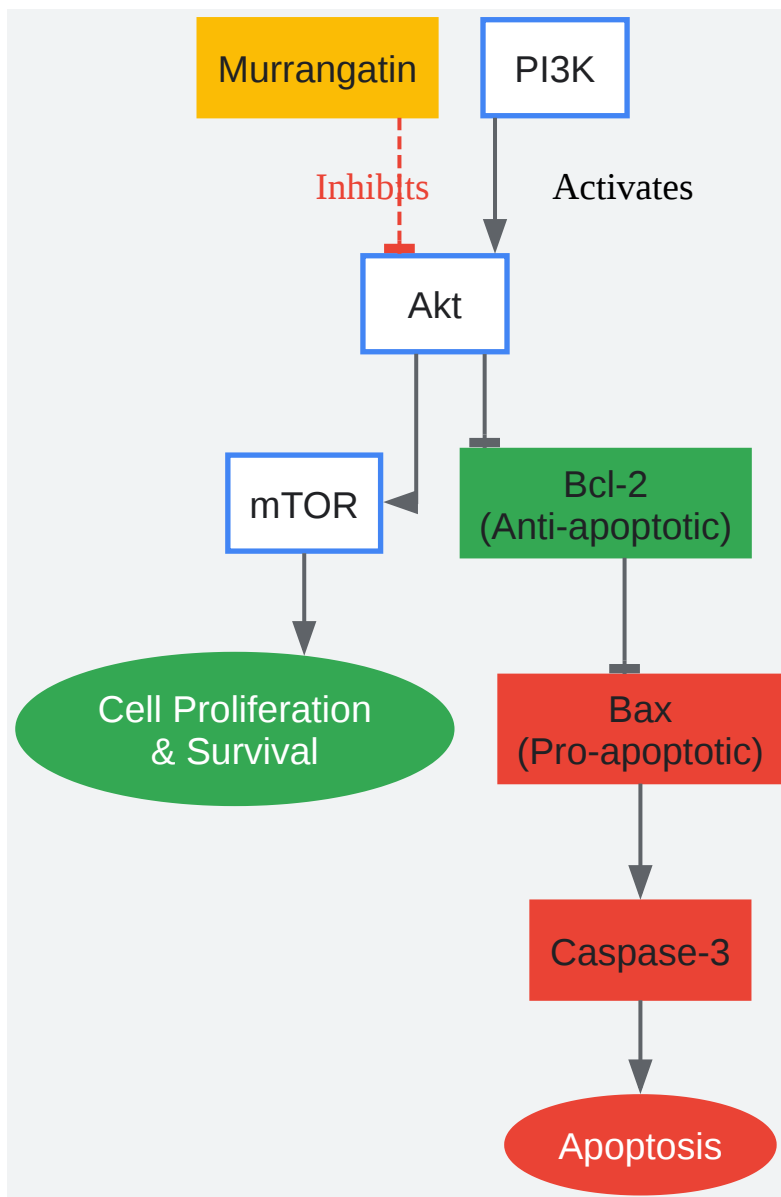 Murrangatin
PI3K
Inhibits
Activates
Akt
mTOR
Bcl-2
(Anti-apoptotic)
Cell Proliferation
& Survival
Bax
(Pro-apoptotic)
Caspase-3
Apoptosis